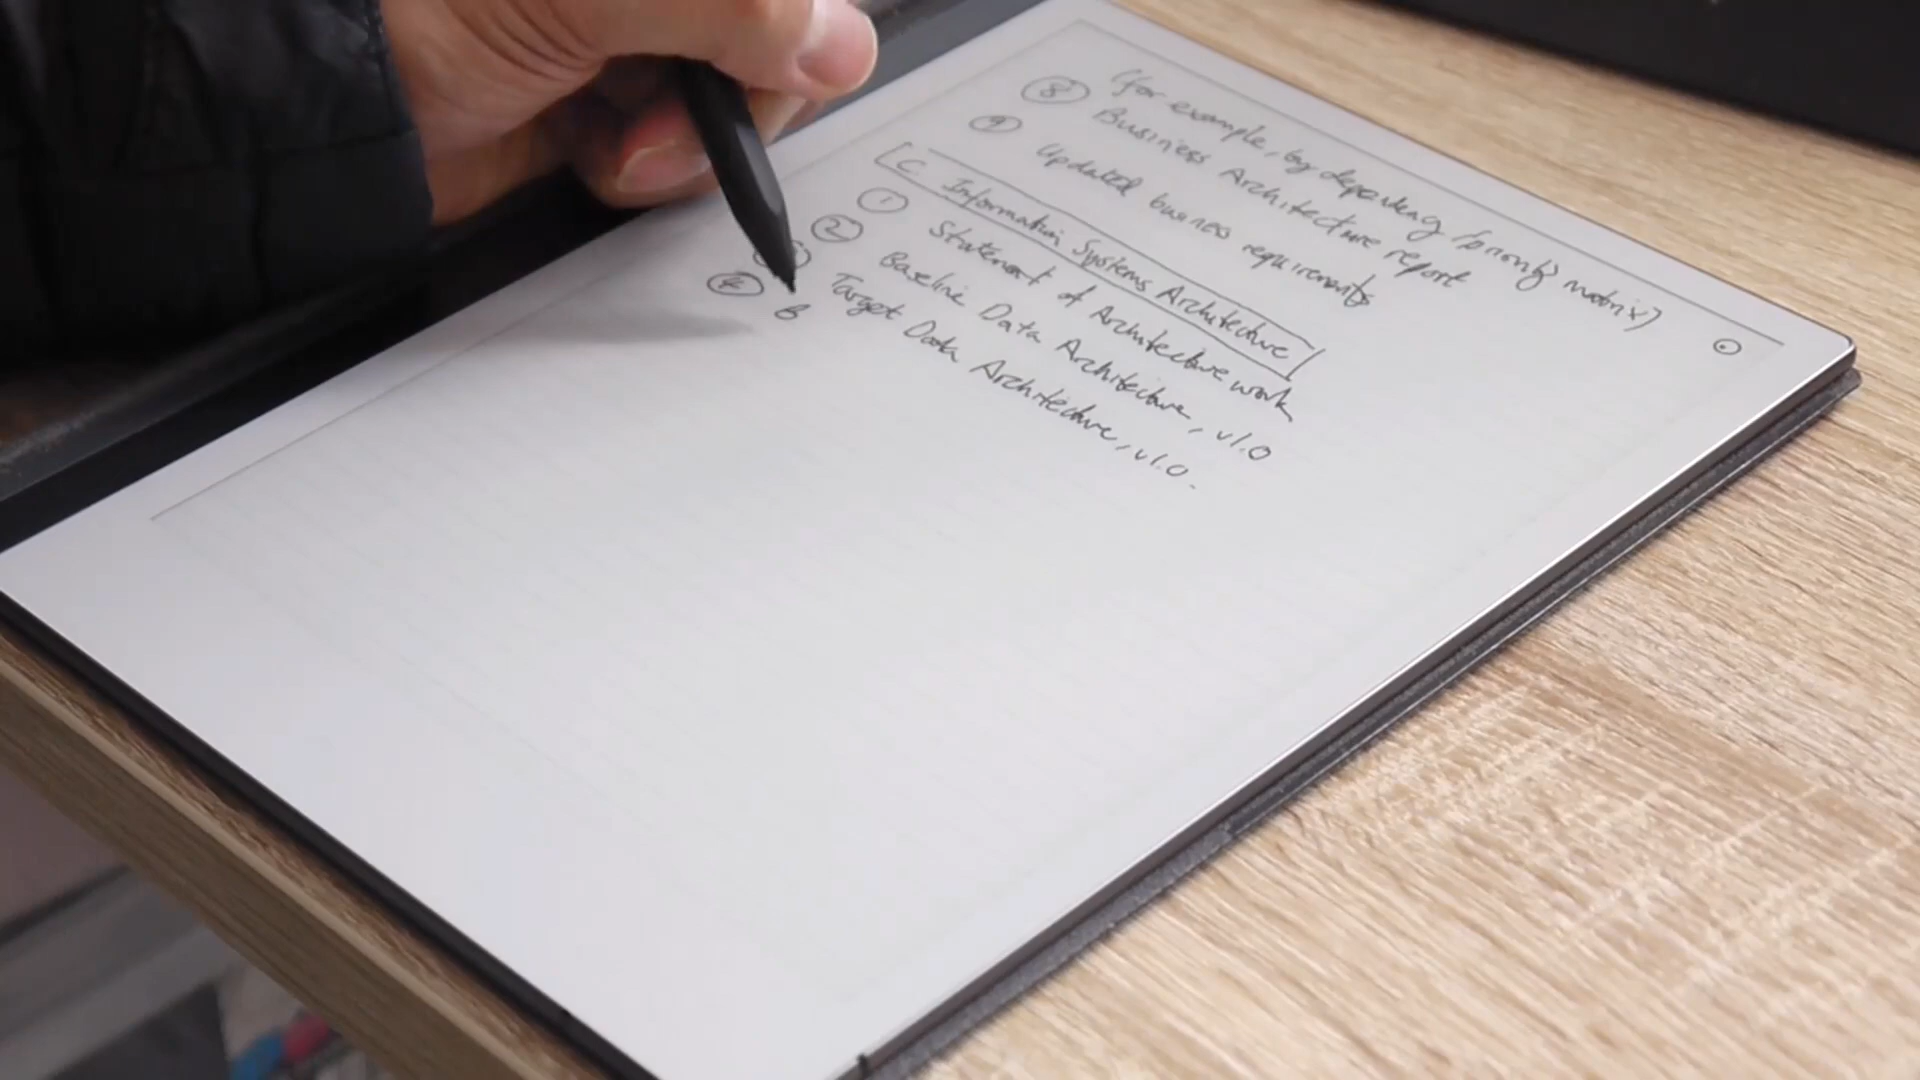 (for example, by dependency / priority matrix)
⑧ Business Architecture report
⑨ Updated business requirements
C Information Systems Architecture
① Statement of Architecture work
② Baseline Data Architecture, v1.0
Target Data Architecture, v1.0.
④ B